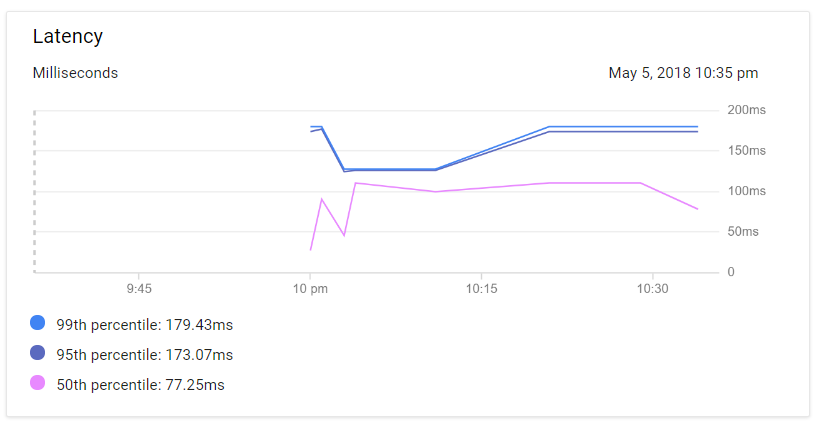 Latency
Milliseconds May 5, 2018 10:35 pm
200ms
150ms
100ms
50ms
0
9:45 10 pm 10:15 10:30
99th percentile: 179.43ms
95th percentile: 173.07ms
50th percentile: 77.25ms